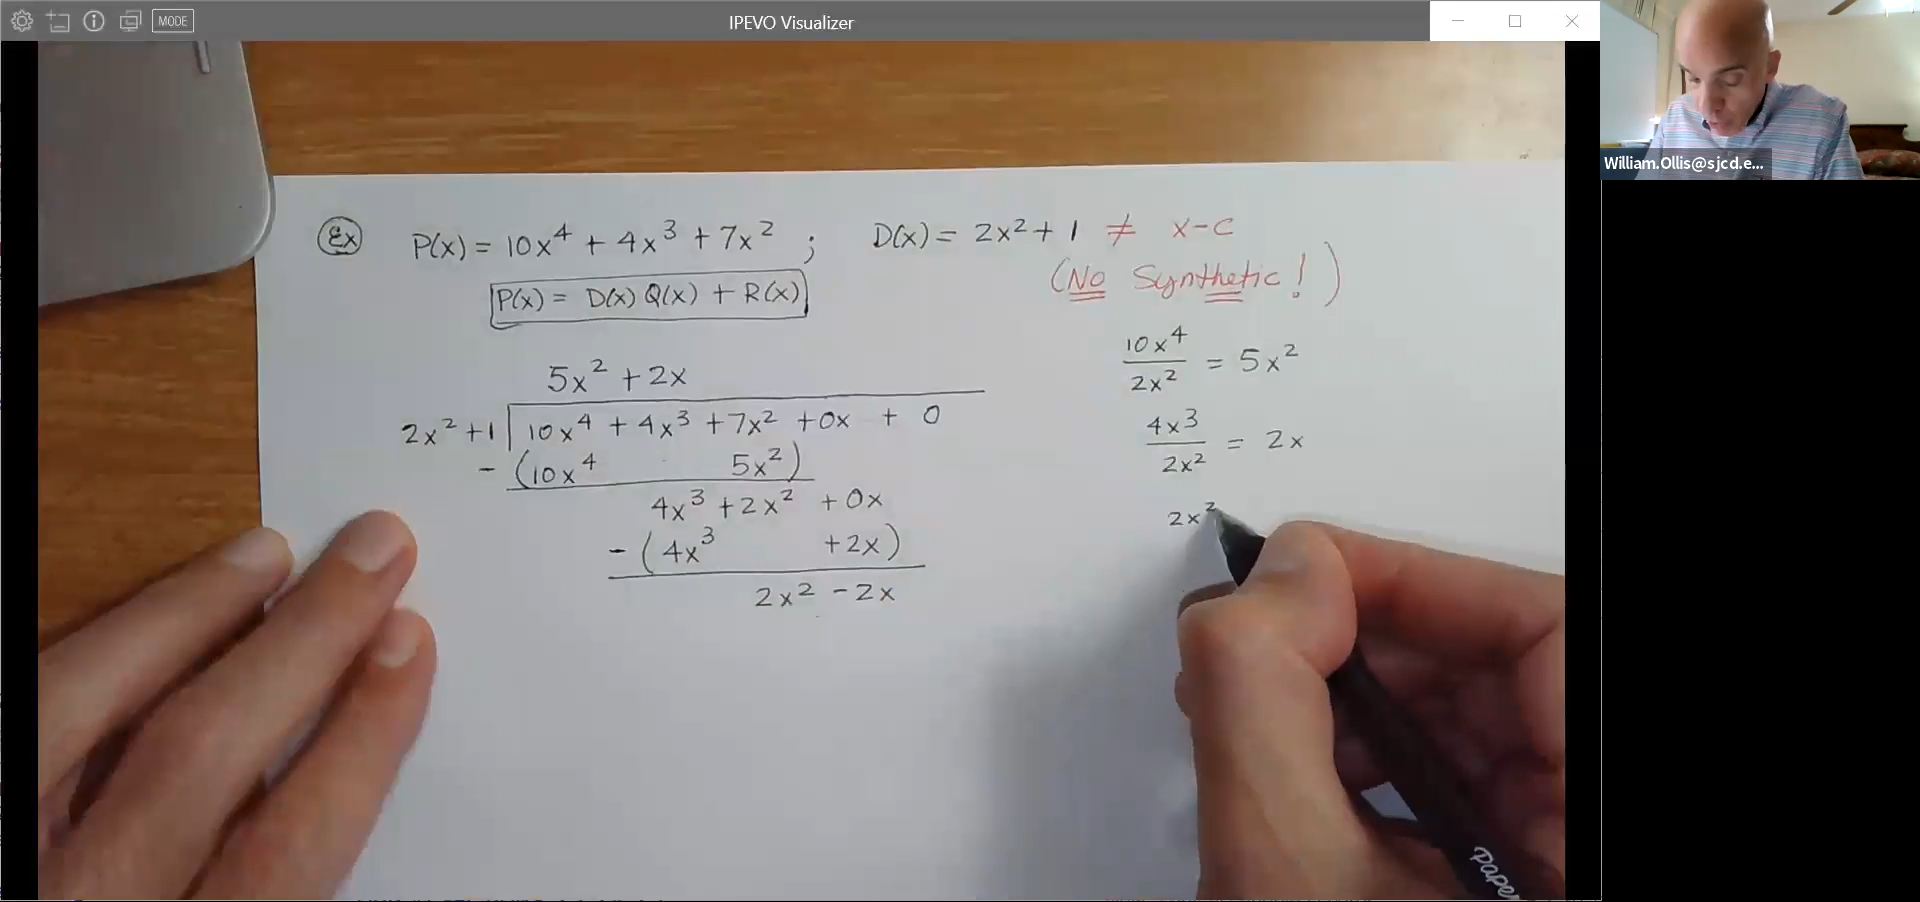 MODE
IPEVO Visualizer
William.Ollis@sjcd.e...
Ex P(x) = 10x⁴ + 4x³ + 7x² ; D(x) = 2x² + 1 ≠ x-c
(No Synthetic!)
P(x) = D(x) Q(x) + R(x)
10x⁴ / 2x² = 5x²
5x² + 2x
2x² + 1 | 10x⁴ + 4x³ + 7x² + 0x + 0
4x³ / 2x² = 2x
- (10x⁴ 5x²)
4x³ + 2x² + 0x
2x²
- (4x³ + 2x)
2x² - 2x
Paper